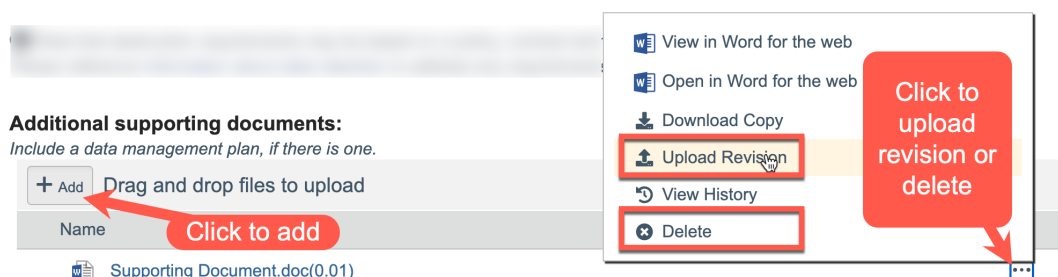 View in Word for the web
Open in Word for the web
Download Copy
Upload Revision
View History
Delete
Click to
upload
revision or
delete
Additional supporting documents:
Include a data management plan, if there is one.
+ Add Drag and drop files to upload
Name
Click to add
Supporting Document.doc(0.01)